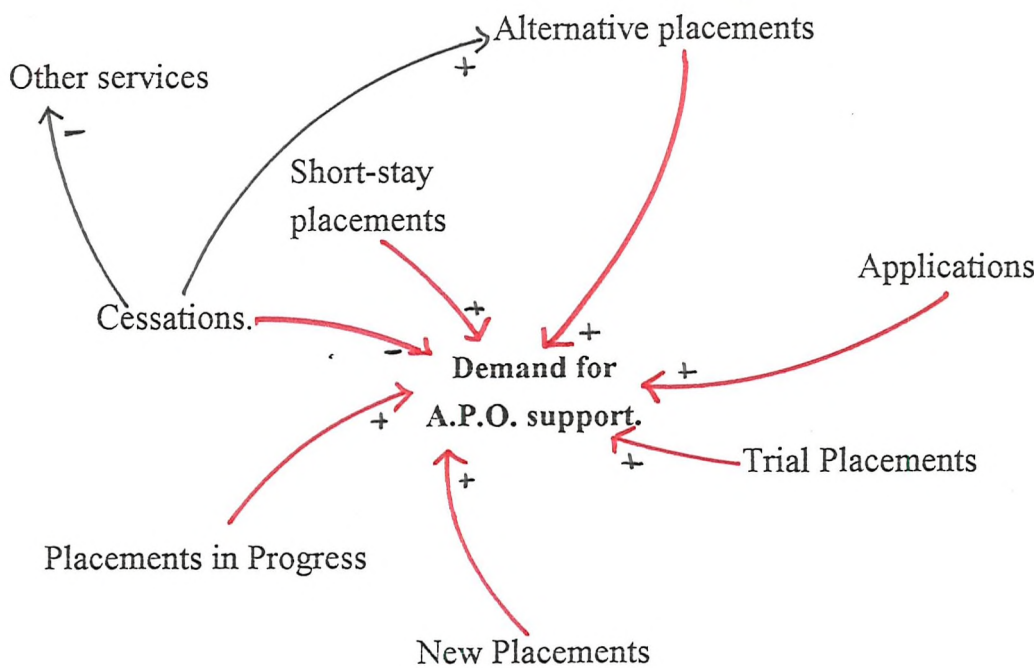 Alternative placements
+
Other services
-
Short-stay
placements
Applications
Cessations.
+
+
-
Demand for
A.P.O. support.
+
+
+
Trial Placements
+
Placements in Progress
New Placements